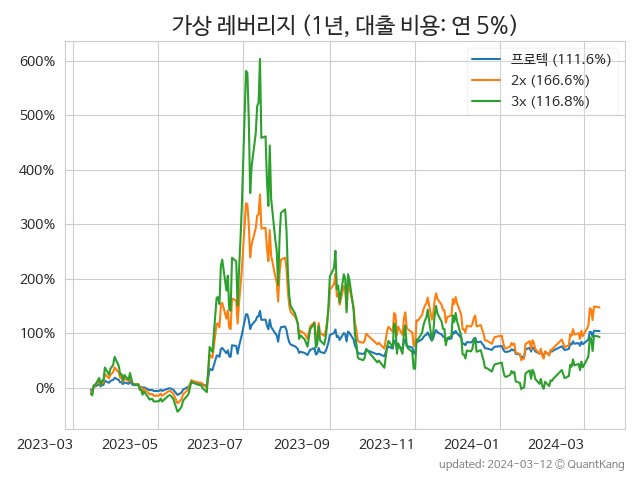 가상 레버리지 (1년, 대출 비용: 연 5%)
프로텍 (111.6%)
2x (166.6%)
3x (116.8%)
600%
500%
400%
300%
200%
100%
0%
2023-03 2023-05 2023-07 2023-09 2023-11 2024-01 2024-03
updated: 2024-03-12 © QuantKang